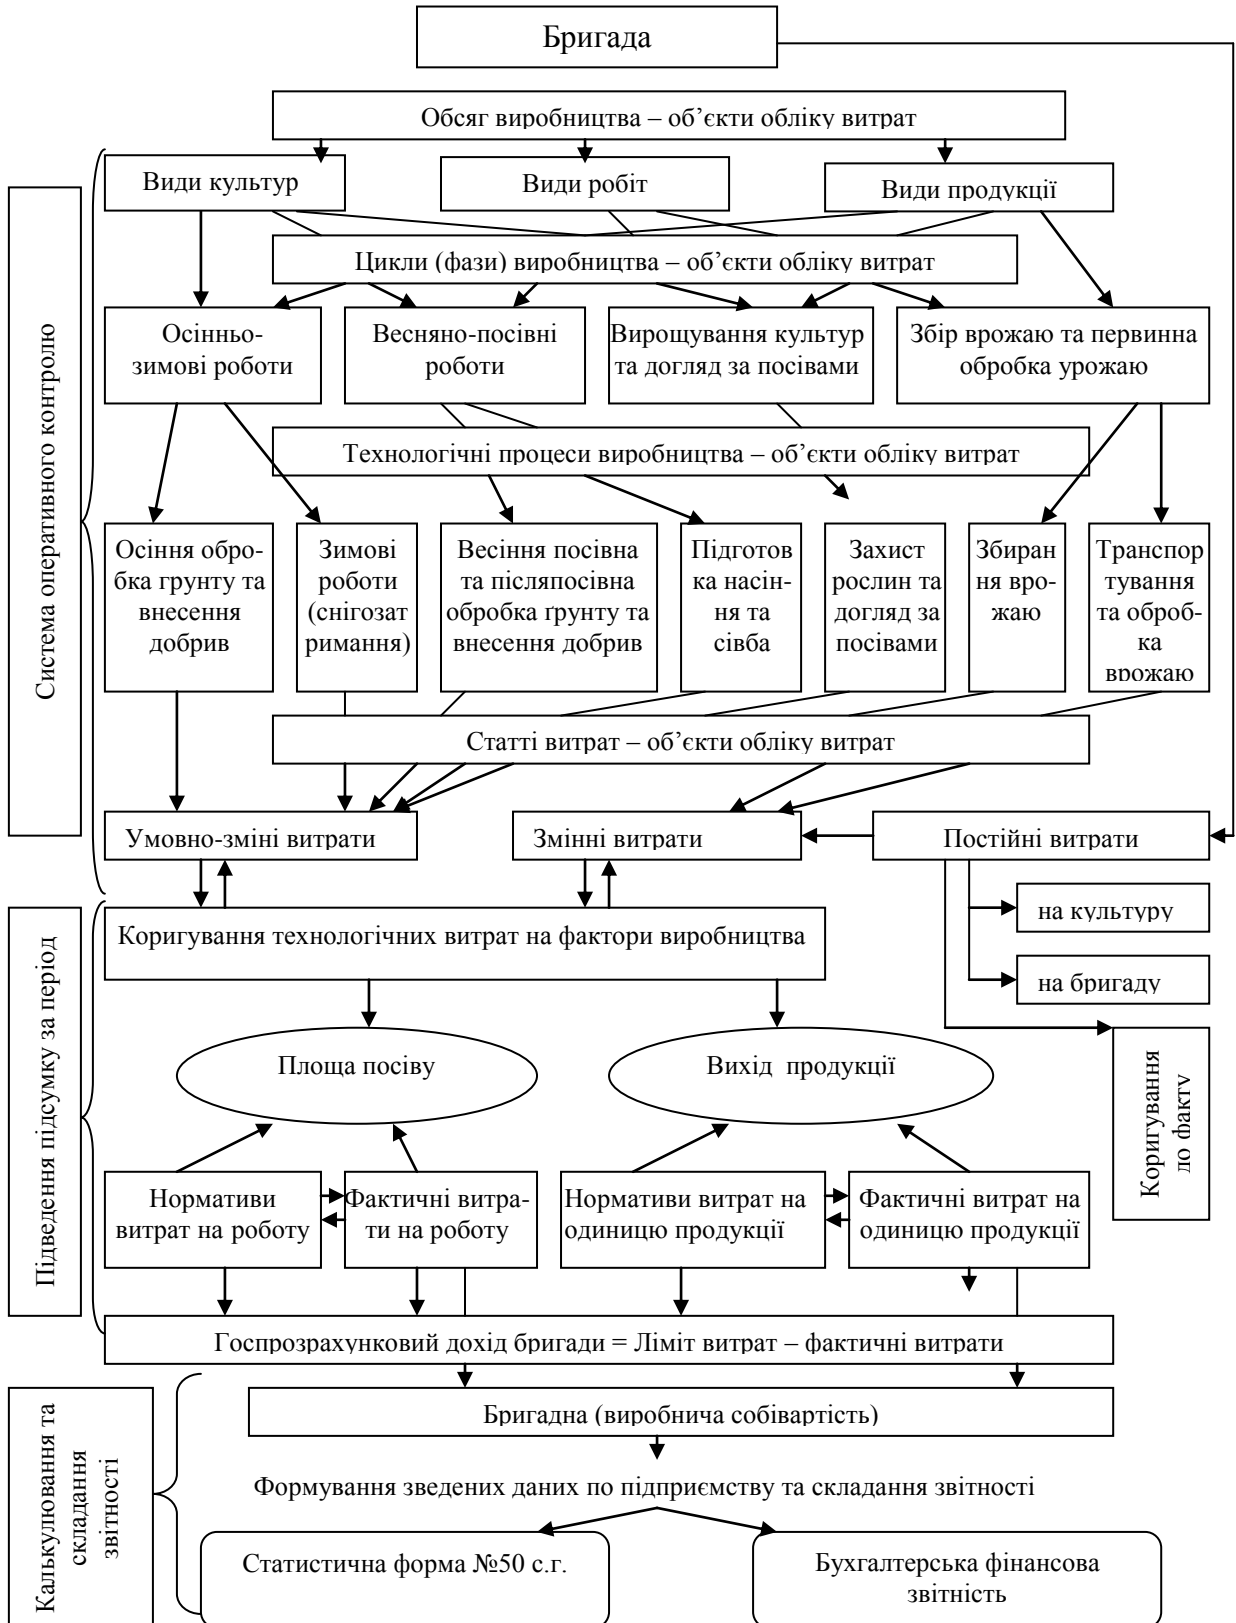 Бригада
Обсяг виробництва – об’єкти обліку витрат
Види культур
Види робіт
Види продукції
Цикли (фази) виробництва – об’єкти обліку витрат
Осінньо-
зимові роботи
Весняно-посівні
роботи
Вирощування культур
та догляд за посівами
Збір врожаю та первинна
обробка урожаю
Технологічні процеси виробництва – об’єкти обліку витрат
Осіння обро-
бка грунту та
внесення
добрив
Зимові
роботи
(снігозат
римання)
Весіння посівна
та післяпосівна
обробка ґрунту та
внесення добрив
Підготов
ка насін-
ня та
сівба
Захист
рослин та
догляд за
посівами
Збиран
ня вро-
жаю
Транспор
тування
та оброб-
ка
врожаю
Статті витрат – об’єкти обліку витрат
Умовно-зміні витрати
Змінні витрати
Постійні витрати
на культуру
на бригаду
Коригування
до факту
Система оперативного контролю
Коригування технологічних витрат на фактори виробництва
Площа посіву
Вихід продукції
Нормативи
витрат на роботу
Фактичні витра-
ти на роботу
Нормативи витрат на
одиницю продукції
Фактичні витрат на
одиницю продукції
Підведення підсумку за період
Госпрозрахунковий дохід бригади = Ліміт витрат – фактичні витрати
Бригадна (виробнича собівартість)
Формування зведених даних по підприємству та складання звітності
Статистична форма №50 с.г.
Бухгалтерська фінансова
звітність
Калькулювання та
складання
звітності